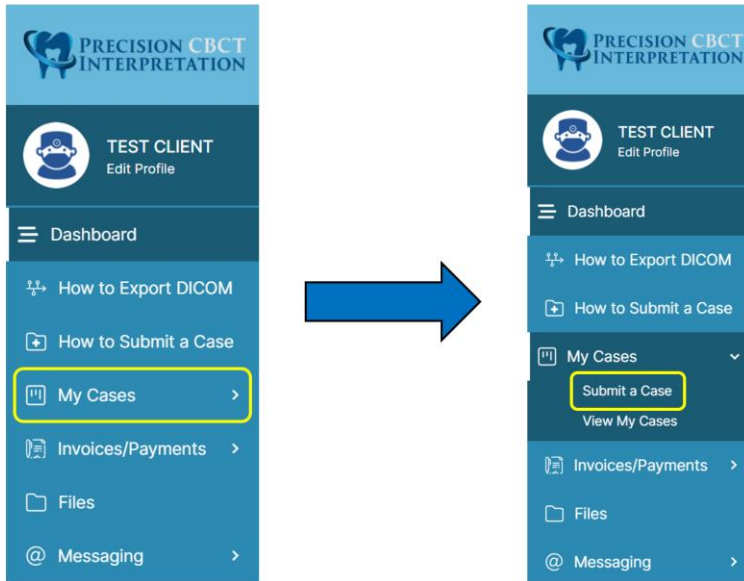 PRECISION CBCT
INTERPRETATION
TEST CLIENT
Edit Profile
Dashboard
How to Export DICOM
How to Submit a Case
My Cases
Invoices/Payments
Files
@ Messaging
PRECISION CBCT
INTERPRETATION
TEST CLIENT
Edit Profile
Dashboard
How to Export DICOM
How to Submit a Case
My Cases
Submit a Case
View My Cases
Invoices/Payments
Files
@ Messaging